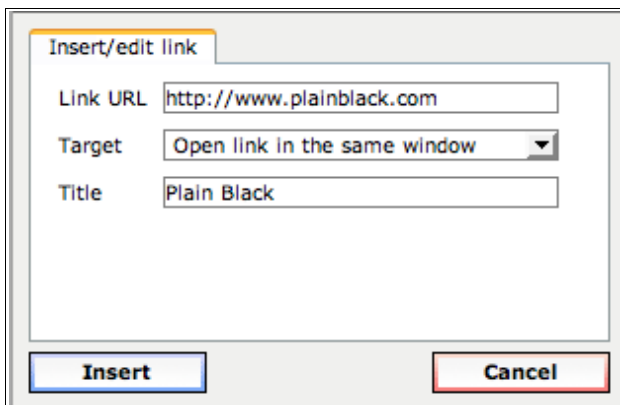 Insert/edit link
Link URL http://www.plainblack.com
Target Open link in the same window
Title Plain Black
Insert Cancel